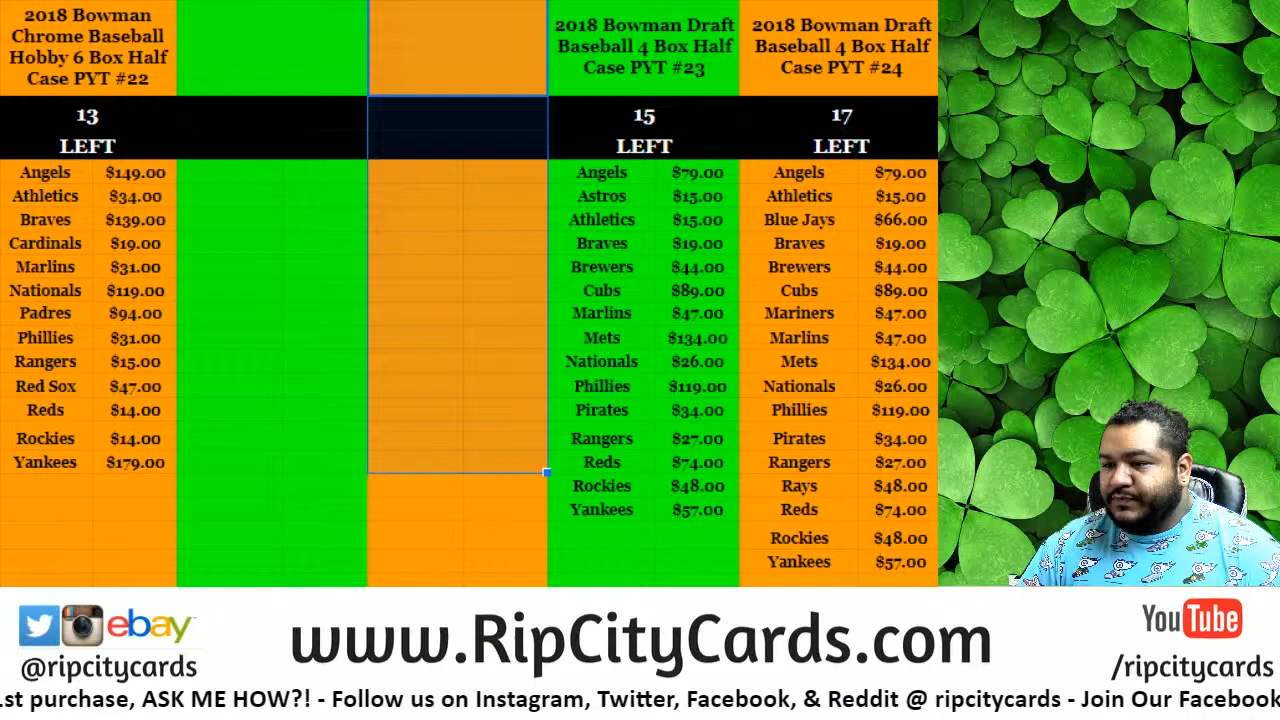 2018 Bowman
Chrome Baseball
Hobby 6 Box Half
Case PYT #22
13
LEFT
Angels $149.00
Athletics $34.00
Braves $139.00
Cardinals $19.00
Marlins $31.00
Nationals $119.00
Padres $94.00
Phillies $31.00
Rangers $15.00
Red Sox $47.00
Reds $14.00
Rockies $14.00
Yankees $179.00
2018 Bowman Draft
Baseball 4 Box Half
Case PYT #23
15
LEFT
Angels $79.00
Astros $15.00
Athletics $15.00
Braves $19.00
Brewers $44.00
Cubs $89.00
Marlins $47.00
Mets $134.00
Nationals $26.00
Phillies $119.00
Pirates $34.00
Rangers $27.00
Reds $74.00
Rockies $48.00
Yankees $57.00
2018 Bowman Draft
Baseball 4 Box Half
Case PYT #24
17
LEFT
Angels $79.00
Athletics $15.00
Blue Jays $66.00
Braves $19.00
Brewers $44.00
Cubs $89.00
Mariners $47.00
Marlins $47.00
Mets $134.00
Nationals $26.00
Phillies $119.00
Pirates $34.00
Rangers $27.00
Rays $48.00
Reds $74.00
Rockies $48.00
Yankees $57.00
ebay
@ripcitycards
www.RipCityCards.com
YouTube
/ripcitycards
1st purchase, ASK ME HOW?! - Follow us on Instagram, Twitter, Facebook, & Reddit @ ripcitycards - Join Our Facebook